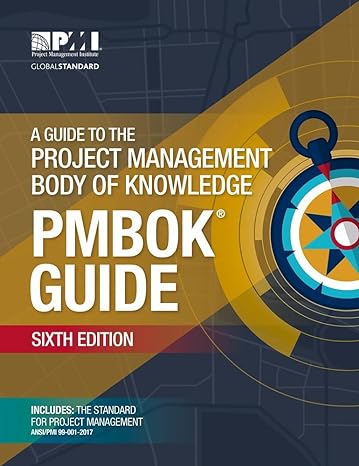 PMI
Project Management Institute
GLOBALSTANDARD
A GUIDE TO THE
PROJECT MANAGEMENT
BODY OF KNOWLEDGE
PMBOK®
GUIDE
SIXTH EDITION
INCLUDES: THE STANDARD
FOR PROJECT MANAGEMENT
ANSI/PMI 99-001-2017